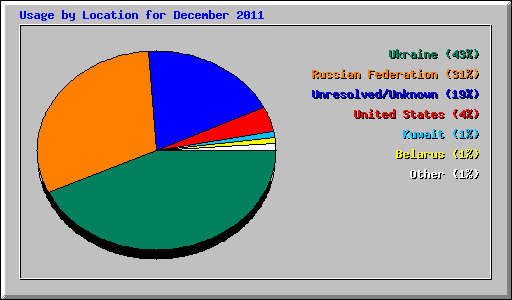 Usage by Location for December 2011
Ukraine (43%)
Russian Federation (31%)
Unresolved/Unknown (19%)
United States (4%)
Kuwait (1%)
Belarus (1%)
Other (1%)